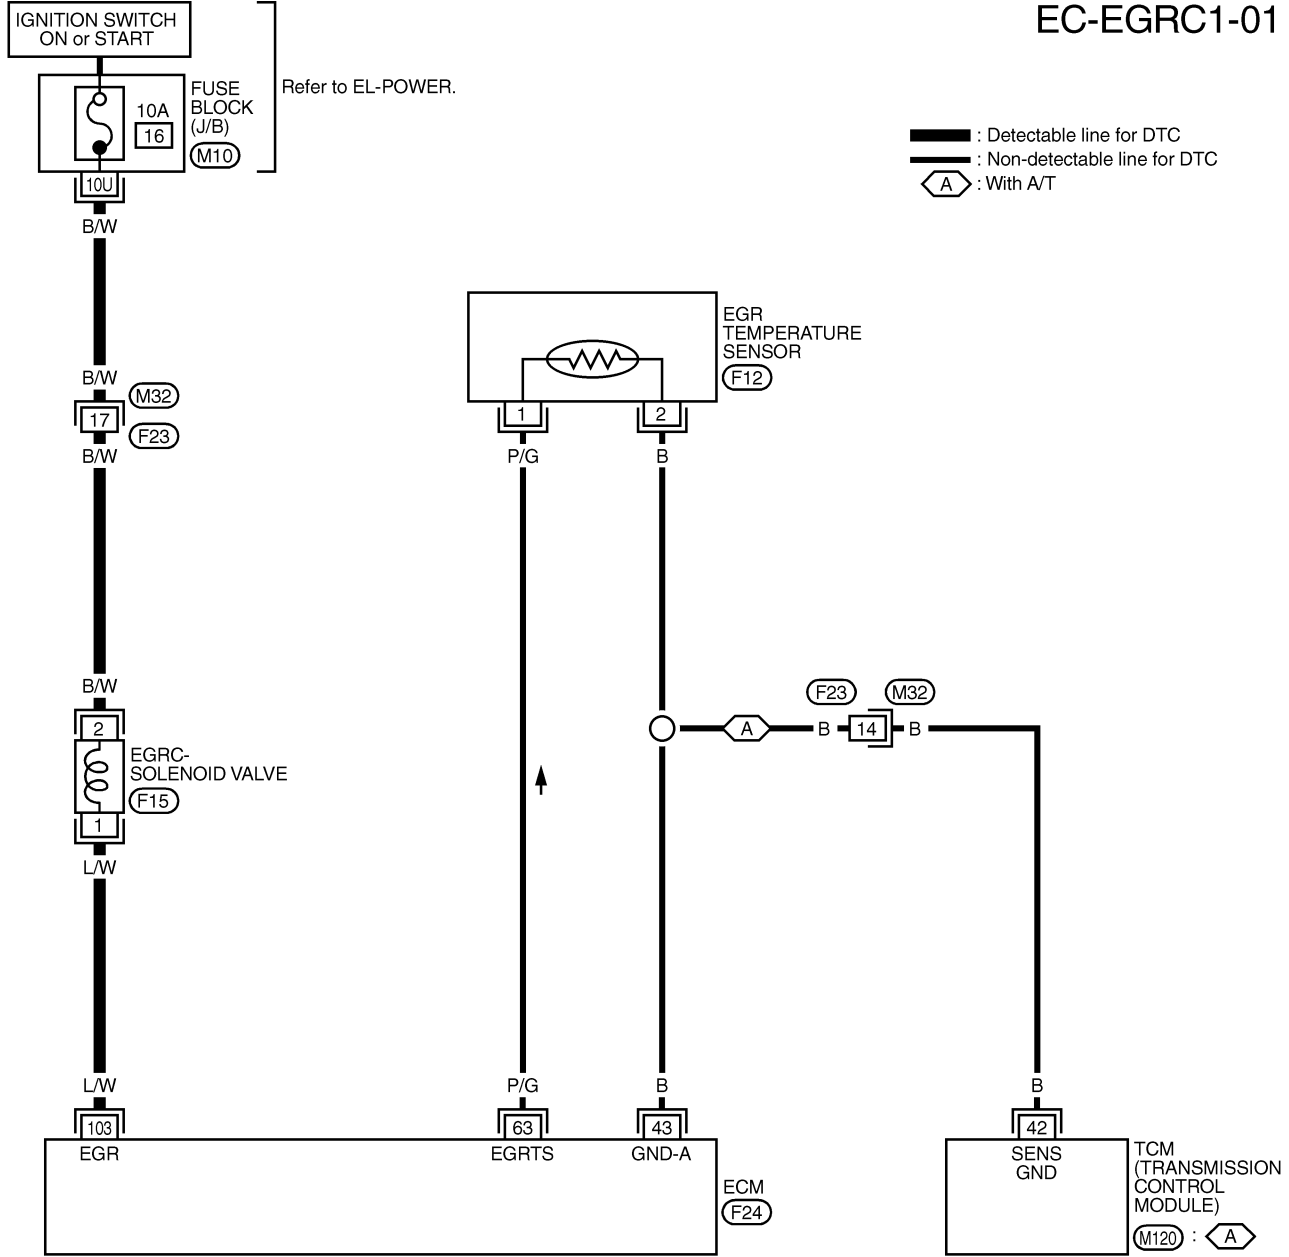 EC-EGRC1-01
IGNITION SWITCH
ON or START
Refer to EL-POWER.
FUSE
BLOCK
(J/B)
M10
10A
16
10U
: Detectable line for DTC
: Non-detectable line for DTC
A : With A/T
B/W
B/W
M32
17
F23
B/W
B/W
2
EGRC-
SOLENOID VALVE
F15
1
L/W
L/W
103
EGR
EGR
TEMPERATURE
SENSOR
F12
1
2
P/G
B
F23
M32
A
B
14
B
P/G
B
B
63
43
42
EGRTS
GND-A
SENS
GND
ECM
F24
TCM
(TRANSMISSION
CONTROL
MODULE)
M120 : A